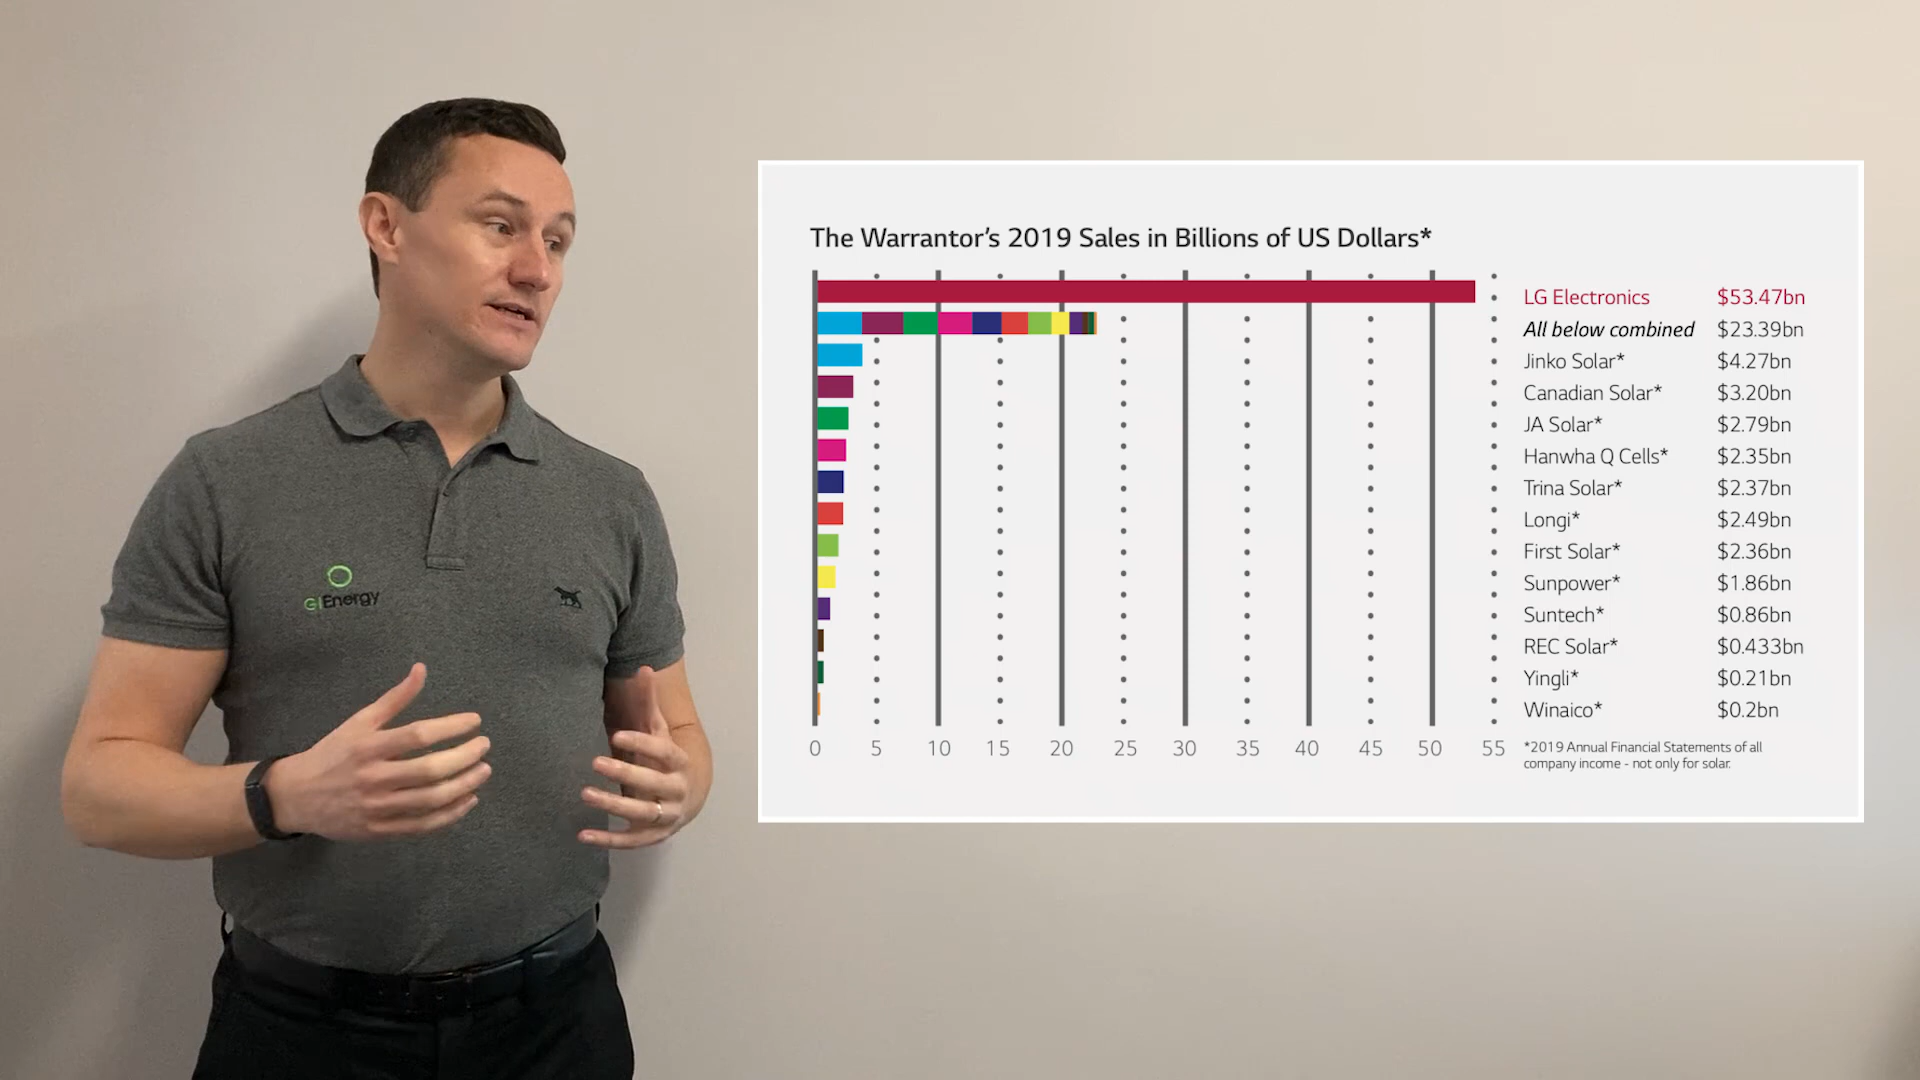 The Warrantor's 2019 Sales in Billions of US Dollars*
LG Electronics $53.47bn
All below combined $23.39bn
Jinko Solar* $4.27bn
Canadian Solar* $3.20bn
JA Solar* $2.79bn
Hanwha Q Cells* $2.35bn
Trina Solar* $2.37bn
Longi* $2.49bn
First Solar* $2.36bn
Sunpower* $1.86bn
Suntech* $0.86bn
REC Solar* $0.433bn
Yingli* $0.21bn
Winaico* $0.2bn
0 5 10 15 20 25 30 35 40 45 50 55
*2019 Annual Financial Statements of all
company income - not only for solar.
GIEnergy